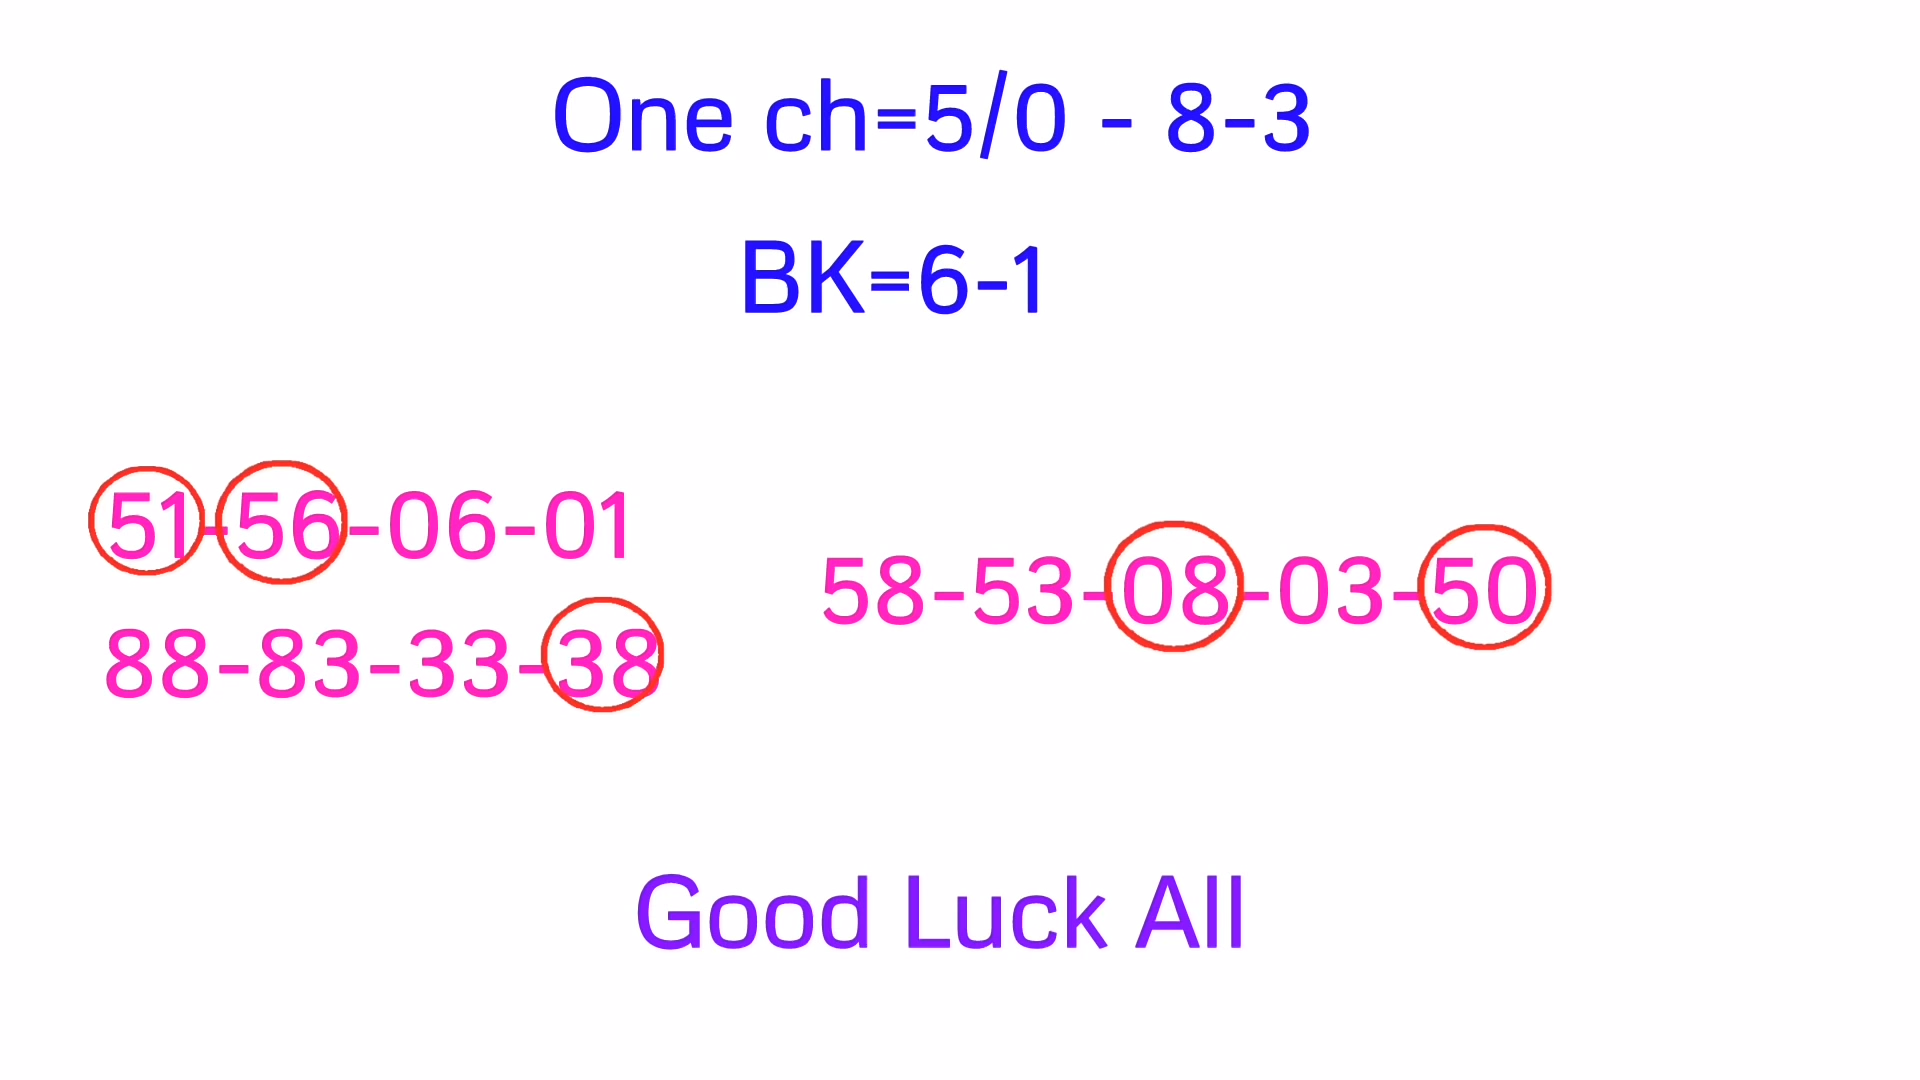 One ch=5/0 - 8-3
BK=6-1
51-56-06-01
88-83-33-38
58-53-08-03-50
Good Luck All